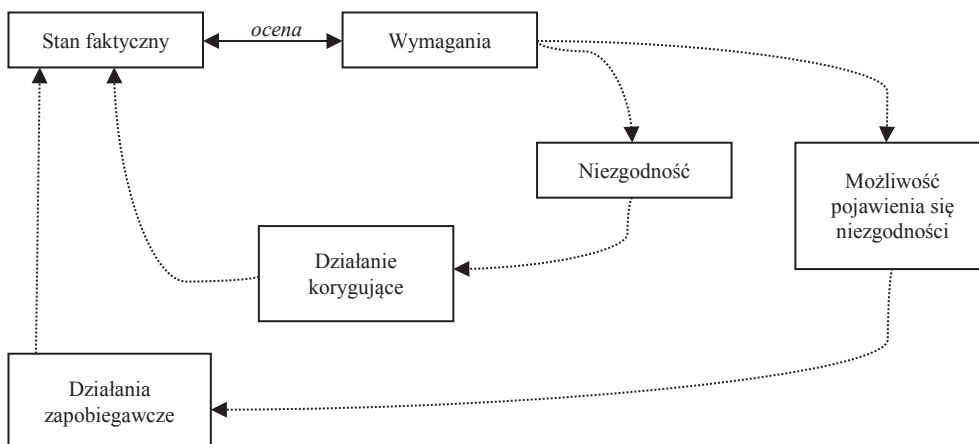 Stan faktyczny
ocena
Wymagania
Niezgodność
Możliwość
pojawienia się
niezgodności
Działanie
korygujące
Działania
zapobiegawcze